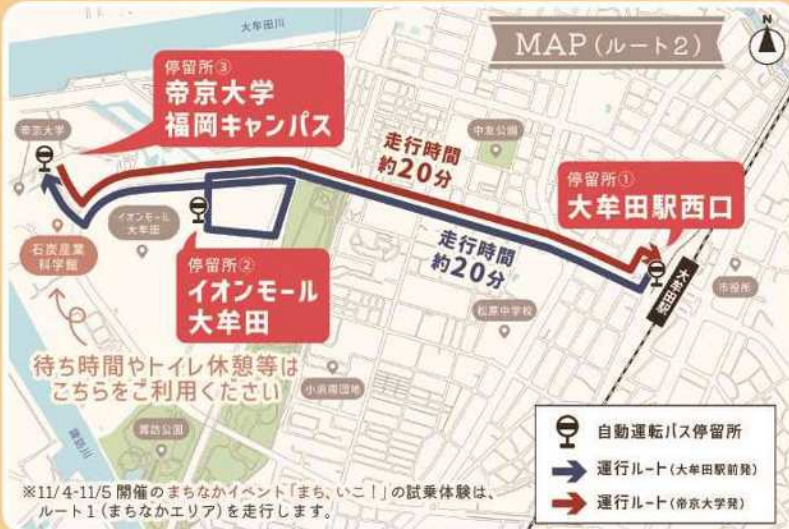 大牟田川
MAP(ルート2)
N
停留所③
帝京大学
福岡キャンパス
帝京大学
中友公園
走行時間
約20分
停留所①
大牟田駅西口
イオンモール
大牟田
石炭産業
科学館
走行時間
約20分
停留所②
イオンモール
大牟田
大牟田駅
市役所
松原中学校
待ち時間やトイレ休憩等は
こちらをご利用ください
小浜南団地
諏訪公園
諏訪川
自動運転バス停留所
運行ルート(大牟田駅前発)
運行ルート(帝京大学発)
※11/4-11/5開催のまちなかイベント「まち、いこ!」の試乗体験は、
ルート1(まちなかエリア)を走行します。